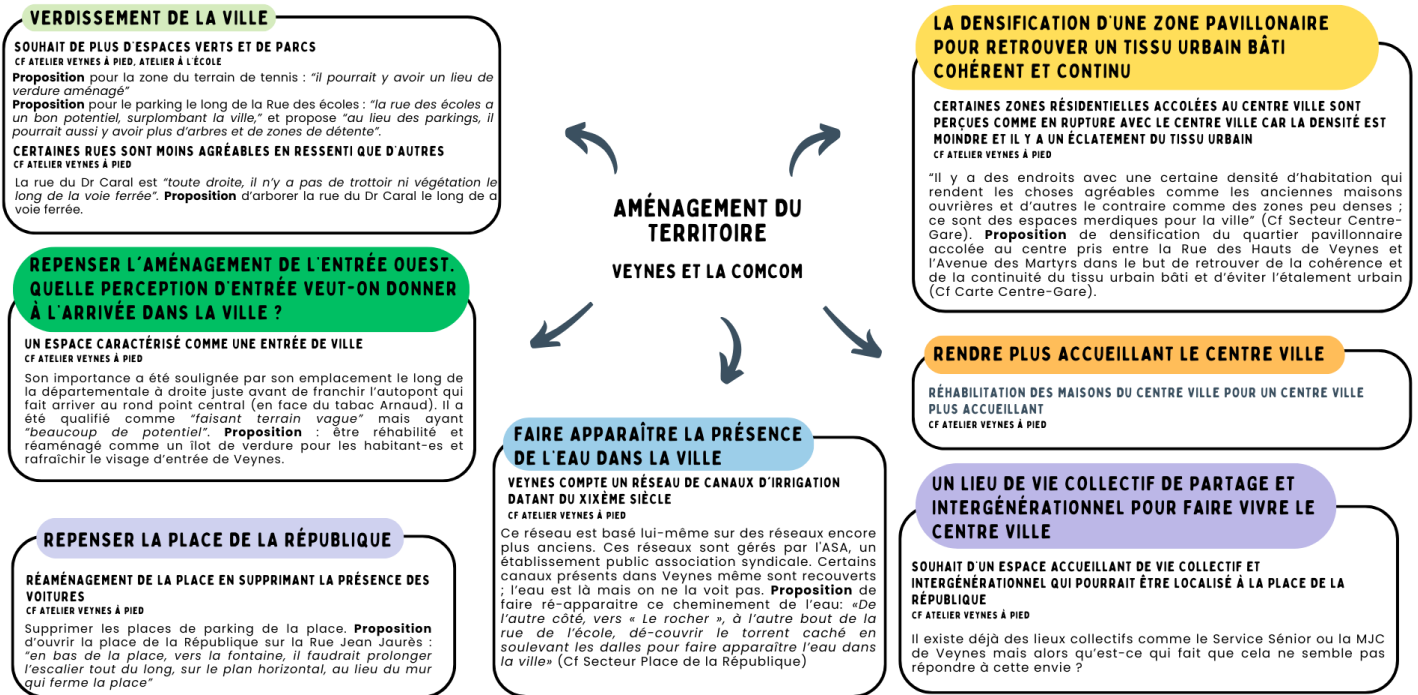 VERDISSEMENT DE LA VILLE
SOUHAIT DE PLUS D'ESPACES VERTS ET DE PARCS
CF ATELIER VEYNES À PIED, ATELIER À L'ÉCOLE
Proposition pour la zone du terrain de tennis : “il pourrait y avoir un lieu de
verdure aménagé”
Proposition pour le parking le long de la Rue des écoles : “la rue des écoles a
un bon potentiel, surplombant la ville,” et propose “au lieu des parkings, il
pourrait aussi y avoir plus d’arbres et de zones de détente”.
CERTAINES RUES SONT MOINS AGRÉABLES EN RESSENTI QUE D'AUTRES
CF ATELIER VEYNES À PIED
La rue du Dr Caral est “toute droite, il n’y a pas de trottoir ni végétation le
long de la voie ferrée”. Proposition d’arborer la rue du Dr Caral le long de a
voie ferrée.
REPENSER L'AMÉNAGEMENT DE L'ENTRÉE OUEST.
QUELLE PERCEPTION D'ENTRÉE VEUT-ON DONNER
À L'ARRIVÉE DANS LA VILLE ?
UN ESPACE CARACTÉRISÉ COMME UNE ENTRÉE DE VILLE
CF ATELIER VEYNES À PIED
Son importance a été soulignée par son emplacement le long de
la départementale à droite juste avant de franchir l’autopont qui
fait arriver au rond point central (en face du tabac Arnaud). Il a
été qualifié comme “faisant terrain vague” mais ayant
“beaucoup de potentiel”. Proposition : être réhabilité et
réaménagé comme un îlot de verdure pour les habitant-es et
rafraîchir le visage d’entrée de Veynes.
REPENSER LA PLACE DE LA RÉPUBLIQUE
RÉAMÉNAGEMENT DE LA PLACE EN SUPPRIMANT LA PRÉSENCE DES
VOITURES
CF ATELIER VEYNES À PIED
Supprimer les places de parking de la place. Proposition
d’ouvrir la place de la République sur la Rue Jean Jaurès :
“en bas de la place, vers la fontaine, il faudrait prolonger
l’escalier tout du long, sur le plan horizontal, au lieu du mur
qui ferme la place”
AMÉNAGEMENT DU
TERRITOIRE
VEYNES ET LA COMCOM
FAIRE APPARAÎTRE LA PRÉSENCE
DE L'EAU DANS LA VILLE
VEYNES COMPTE UN RÉSEAU DE CANAUX D'IRRIGATION
DATANT DU XIXÈME SIÈCLE
CF ATELIER VEYNES À PIED
Ce réseau est basé lui-même sur des réseaux encore
plus anciens. Ces réseaux sont gérés par l'ASA, un
établissement public association syndicale. Certains
canaux présents dans Veynes même sont recouverts
; l’eau est là mais on ne la voit pas. Proposition de
faire ré-apparaitre ce cheminement de l’eau: «De
l’autre côté, vers « Le rocher », à l’autre bout de la
rue de l’école, dé-couvrir le torrent caché en
soulevant les dalles pour faire apparaître l’eau dans
la ville» (Cf Secteur Place de la République)
LA DENSIFICATION D'UNE ZONE PAVILLONAIRE
POUR RETROUVER UN TISSU URBAIN BÂTI
COHÉRENT ET CONTINU
CERTAINES ZONES RÉSIDENTIELLES ACCOLÉES AU CENTRE VILLE SONT
PERÇUES COMME EN RUPTURE AVEC LE CENTRE VILLE CAR LA DENSITÉ EST
MOINDRE ET IL Y A UN ÉCLATEMENT DU TISSU URBAIN
CF ATELIER VEYNES À PIED
“Il y a des endroits avec une certaine densité d’habitation qui
rendent les choses agréables comme les anciennes maisons
ouvrières et d’autres le contraire comme des zones peu denses ;
ce sont des espaces merdiques pour la ville” (Cf Secteur Centre-
Gare). Proposition de densification du quartier pavillonnaire
accolée au centre pris entre la Rue des Hauts de Veynes et
l’Avenue des Martyrs dans le but de retrouver de la cohérence et
de la continuité du tissu urbain bâti et d’éviter l’étalement urbain
(Cf Carte Centre-Gare).
RENDRE PLUS ACCUEILLANT LE CENTRE VILLE
RÉHABILITATION DES MAISONS DU CENTRE VILLE POUR UN CENTRE VILLE
PLUS ACCUEILLANT
CF ATELIER VEYNES À PIED
UN LIEU DE VIE COLLECTIF DE PARTAGE ET
INTERGÉNÉRATIONNEL POUR FAIRE VIVRE LE
CENTRE VILLE
SOUHAIT D'UN ESPACE ACCUEILLANT DE VIE COLLECTIF ET
INTERGÉNÉRATIONNEL QUI POURRAIT ÊTRE LOCALISÉ À LA PLACE DE LA
RÉPUBLIQUE
CF ATELIER VEYNES À PIED
Il existe déjà des lieux collectifs comme le Service Sénior ou la MJC
de Veynes mais alors qu’est-ce qui fait que cela ne semble pas
répondre à cette envie ?